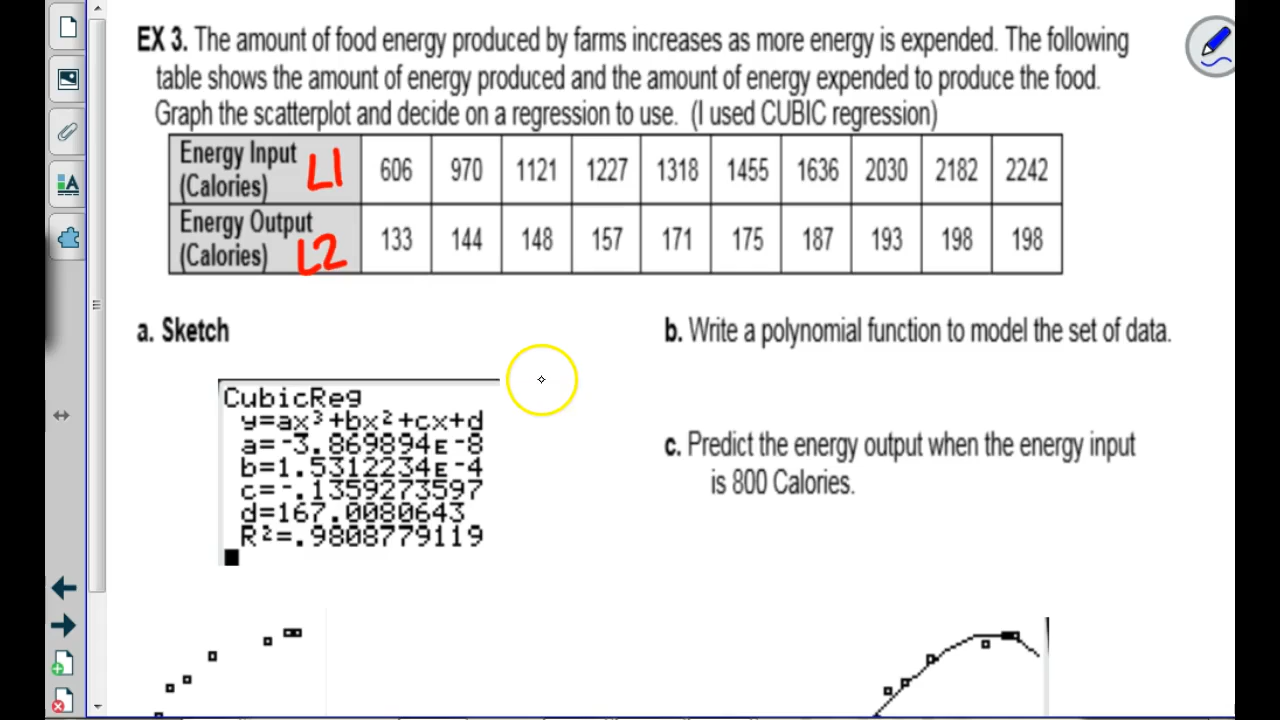 EX 3. The amount of food energy produced by farms increases as more energy is expended. The following
table shows the amount of energy produced and the amount of energy expended to produce the food.
Graph the scatterplot and decide on a regression to use. (I used CUBIC regression)
Energy Input
(Calories) L1 606 970 1121 1227 1318 1455 1636 2030 2182 2242
Energy Output
(Calories) L2 133 144 148 157 171 175 187 193 198 198
a. Sketch
CubicReg
y=ax³+bx²+cx+d
a=-3.869894E-8
b=1.5312234E-4
c=-.1359273597
d=167.0080643
R²=.9808779119
b. Write a polynomial function to model the set of data.
c. Predict the energy output when the energy input
is 800 Calories.